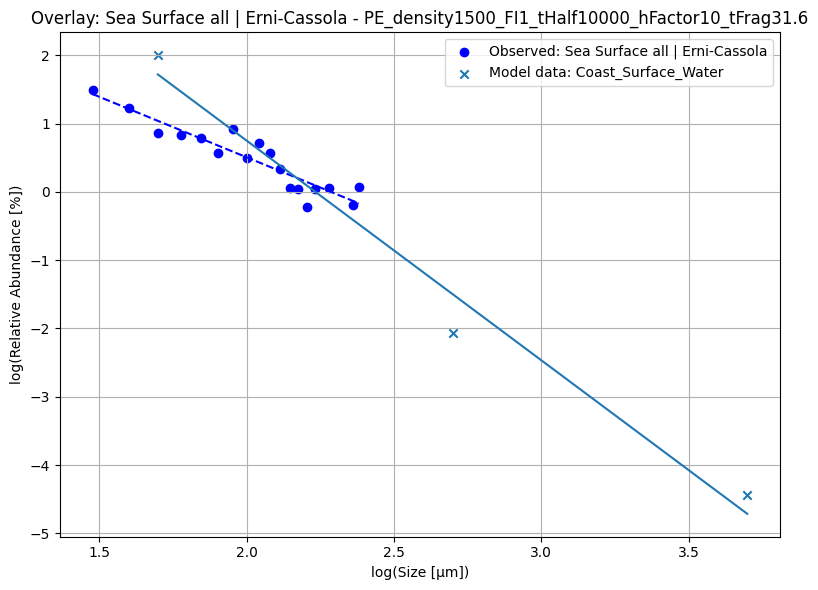 Overlay: Sea Surface all | Erni-Cassola - PE_density1500_FI1_tHalf10000_hFactor10_tFrag31.6
Observed: Sea Surface all | Erni-Cassola
Model data: Coast_Surface_Water
log(Relative Abundance [%])
2
1
0
−1
−2
−3
−4
−5
1.5 2.0 2.5 3.0 3.5
log(Size [µm])